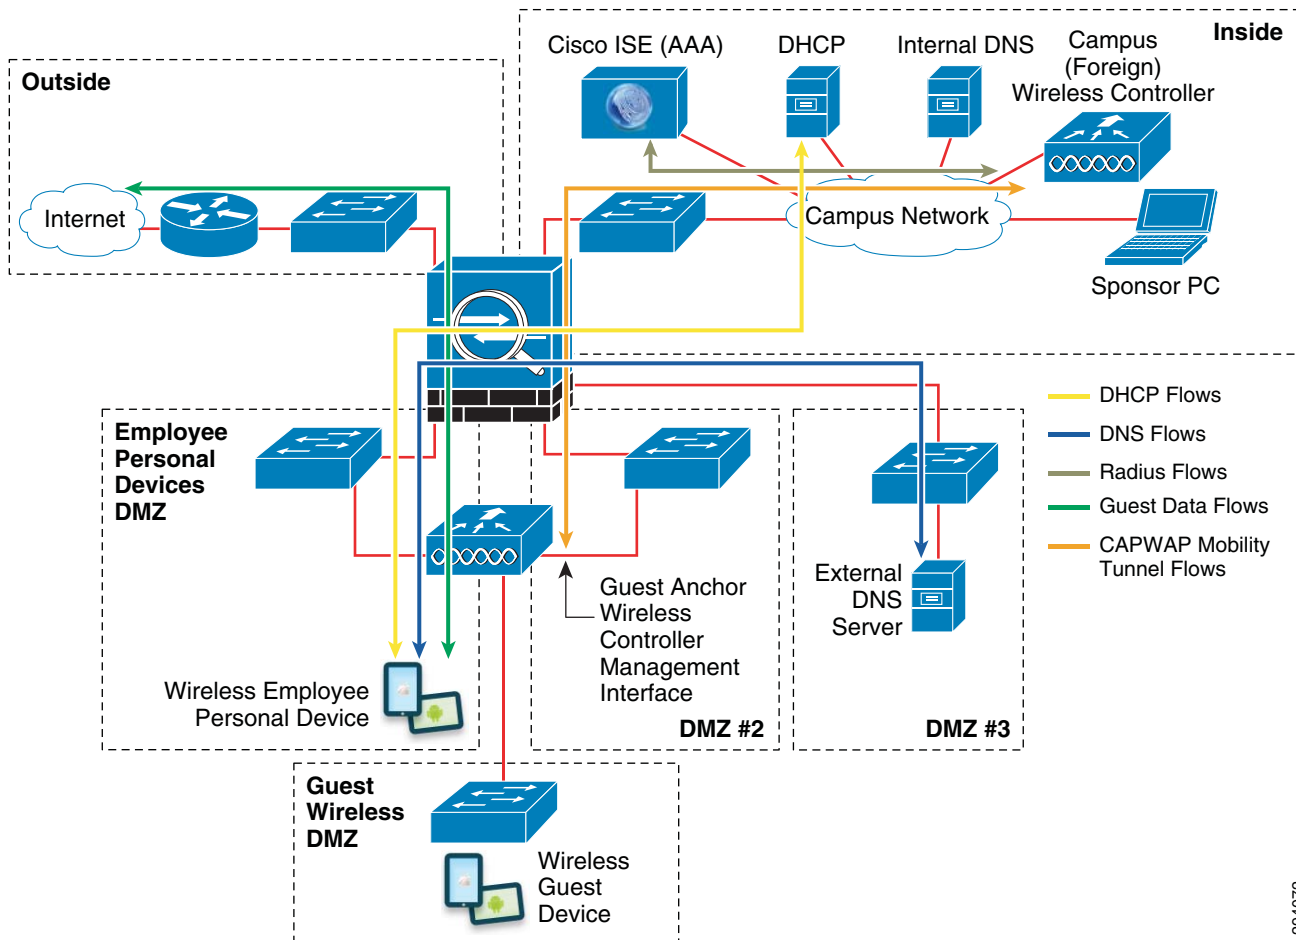 Inside
Cisco ISE (AAA)
DHCP
Internal DNS
Campus
(Foreign)
Wireless Controller
Outside
Internet
Campus Network
Sponsor PC
DHCP Flows
DNS Flows
Radius Flows
Guest Data Flows
CAPWAP Mobility
Tunnel Flows
Employee
Personal
Devices
DMZ
Guest Anchor
Wireless
Controller
Management
Interface
External
DNS
Server
Wireless Employee
Personal Device
DMZ #2
DMZ #3
Guest
Wireless
DMZ
Wireless
Guest
Device